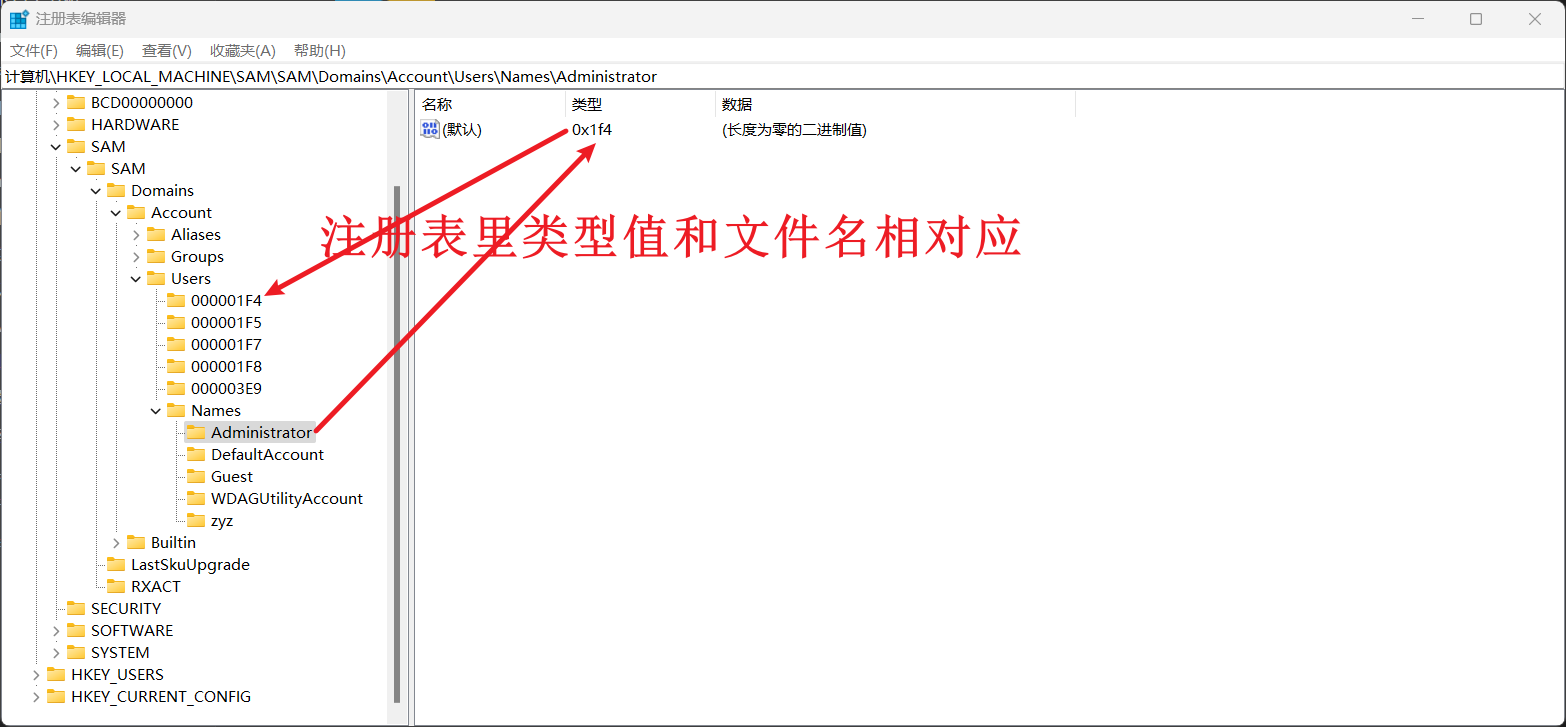 注册表编辑器
文件(F) 编辑(E) 查看(V) 收藏夹(A) 帮助(H)
计算机\HKEY_LOCAL_MACHINE\SAM\SAM\Domains\Account\Users\Names\Administrator
BCD00000000
HARDWARE
SAM
SAM
Domains
Account
Aliases
Groups
Users
000001F4
000001F5
000001F7
000001F8
000003E9
Names
Administrator
DefaultAccount
Guest
WDAGUtilityAccount
zyz
Builtin
LastSkuUpgrade
RXACT
SECURITY
SOFTWARE
SYSTEM
HKEY_USERS
HKEY_CURRENT_CONFIG
名称 类型 数据
(默认) 0x1f4 (长度为零的二进制值)
注册表里类型值和文件名相对应